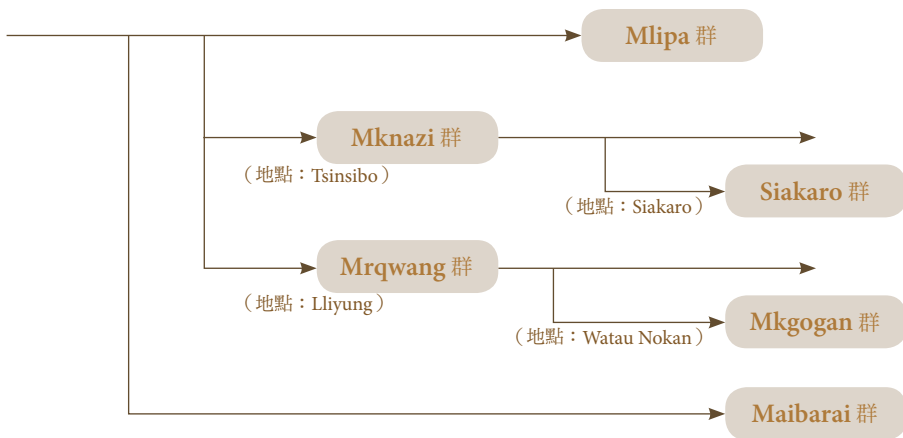 Mlipa 群
Mknazi 群
（地點：Tsinsibo）
Siakaro 群
（地點：Siakaro）
Mrqwang 群
（地點：Lliyung）
Mkgogan 群
（地點：Watau Nokan）
Maibarai 群